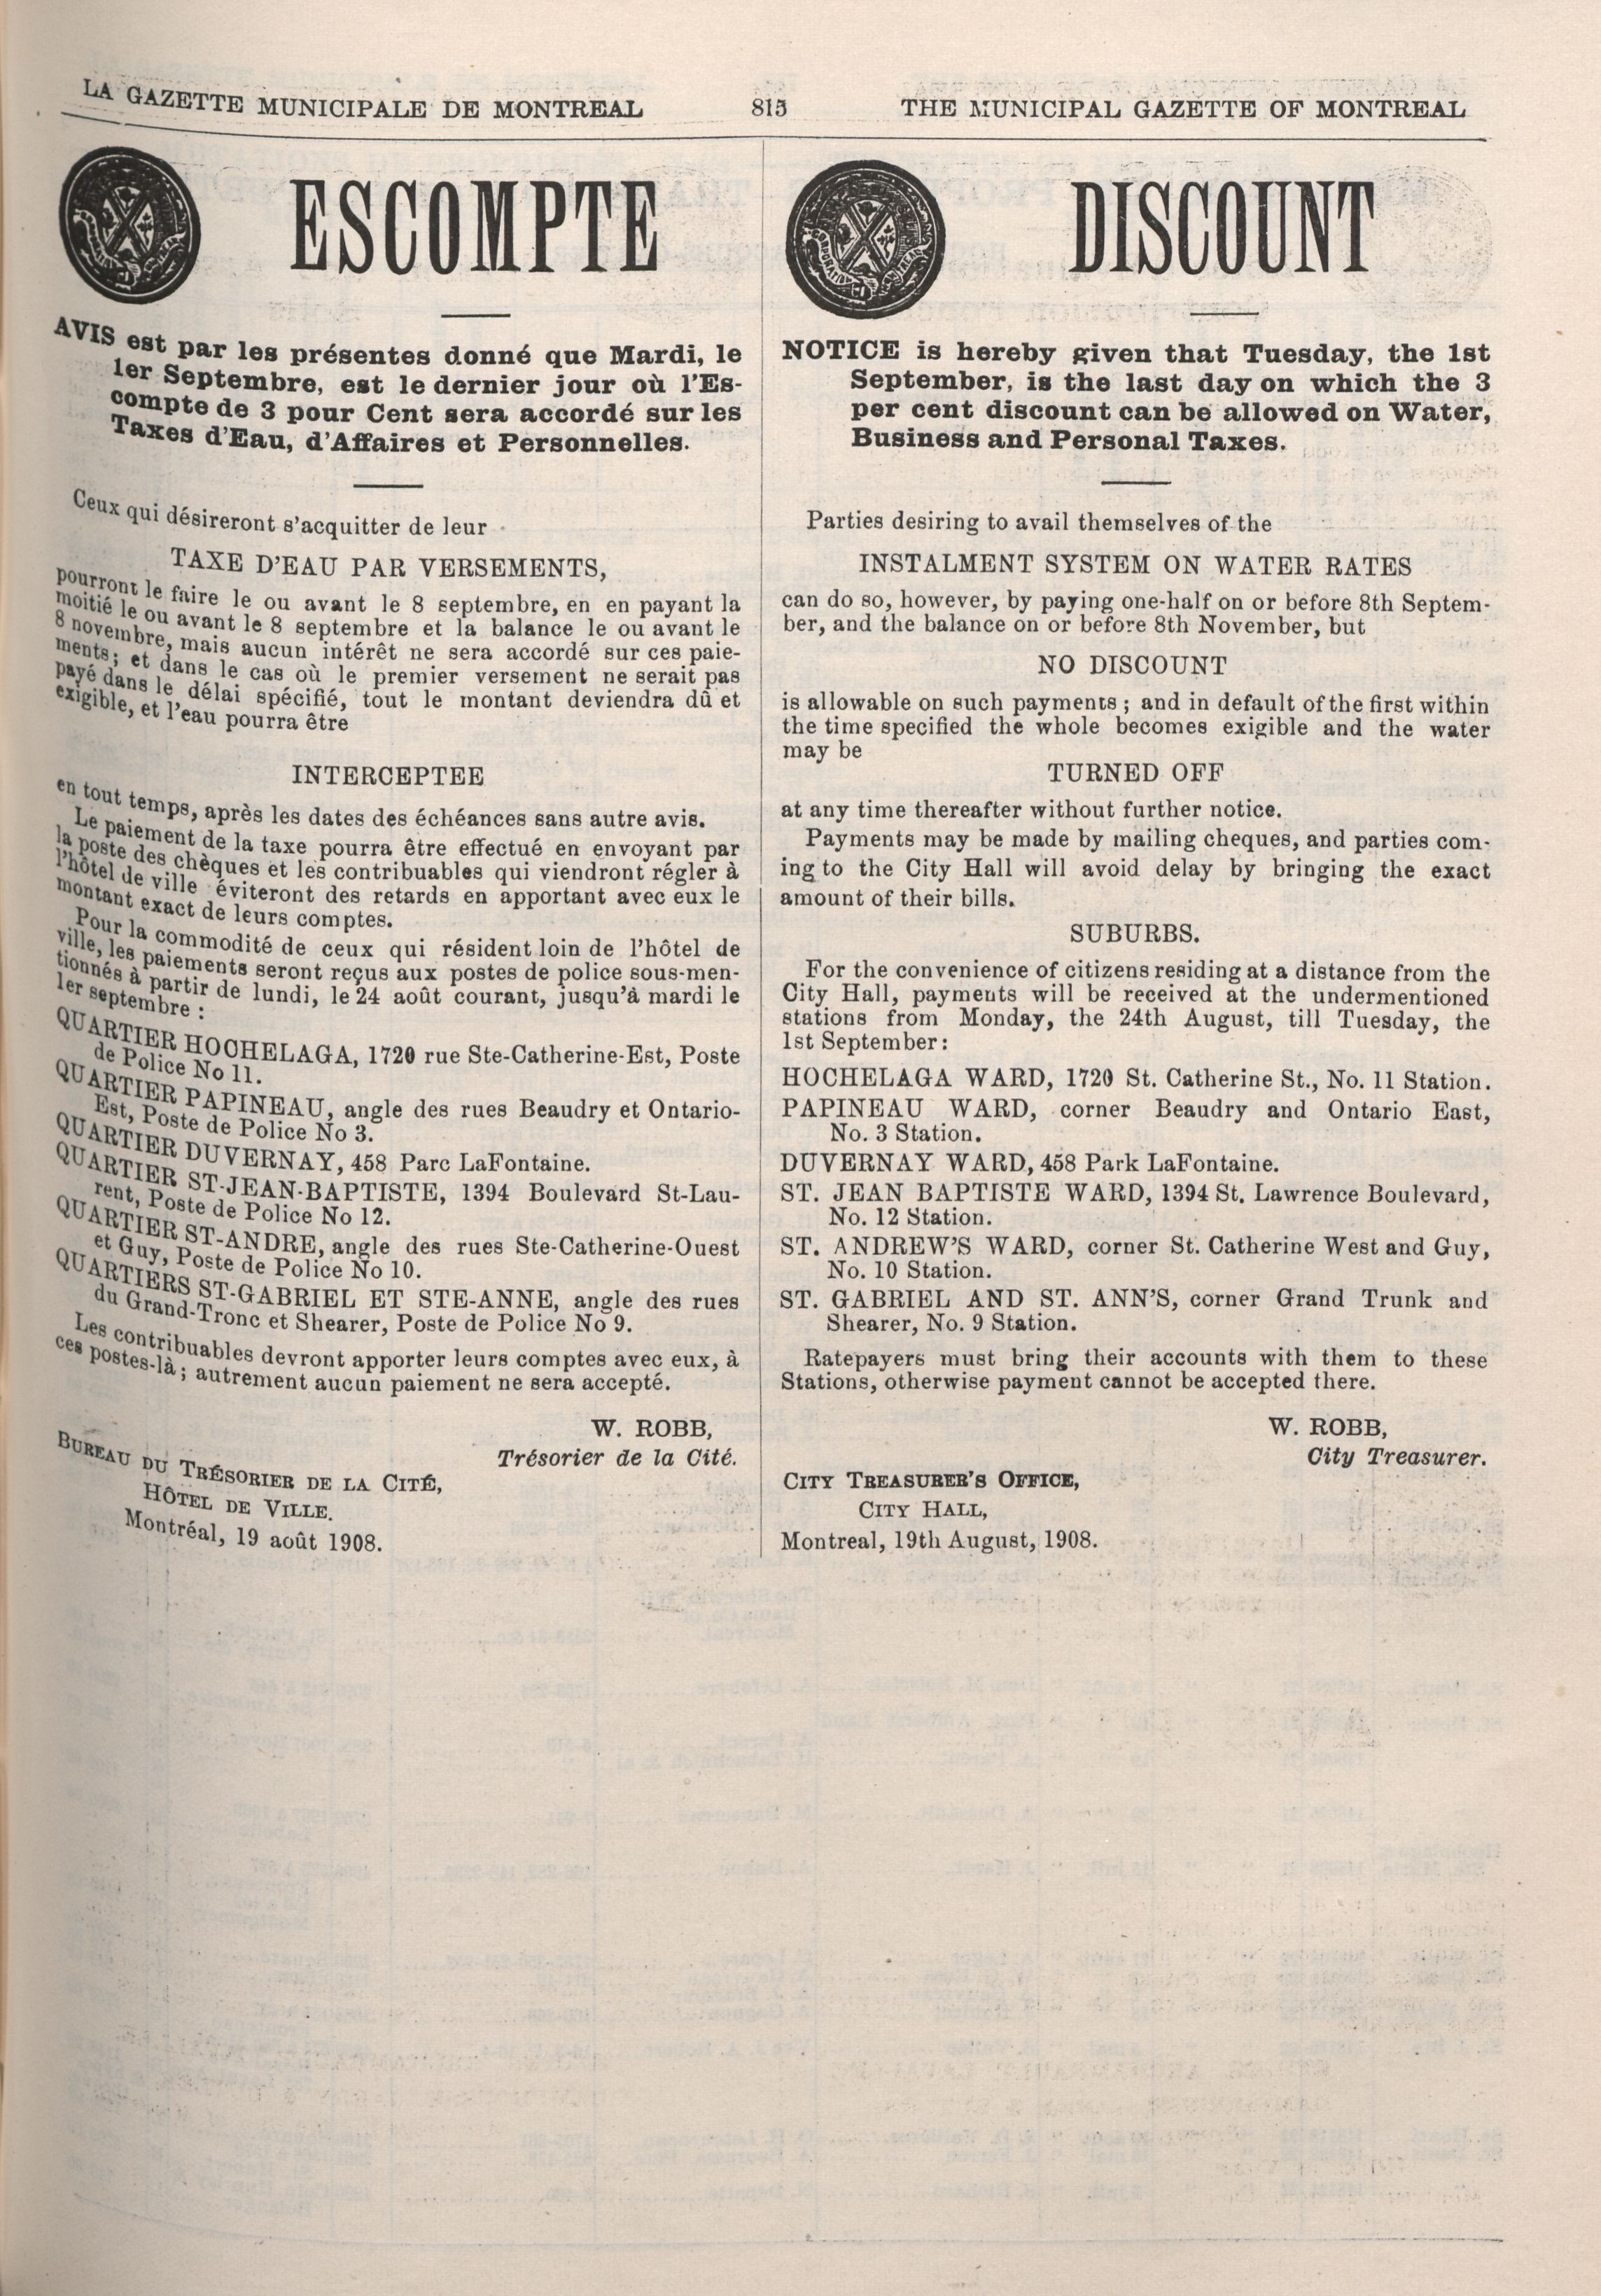 LA GAZETTE MUNICIPALE DE MONTREAL 815 THE MUNICIPAL GAZETTE OF MONTREAL
ESCOMPTE
AVIS est par les présentes donné que Mardi, le
1er Septembre, est le dernier jour où l'Es-
compte de 3 pour Cent sera accordé sur les
Taxes d'Eau, d'Affaires et Personnelles.
Ceux qui désireront s'acquitter de leur
TAXE D'EAU PAR VERSEMENTS,
pourront le faire le ou avant le 8 septembre, en en payant la
moitié le ou avant le 8 septembre et la balance le ou avant le
8 novembre, mais aucun intérêt ne sera accordé sur ces paie-
ments; et dans le cas où le premier versement ne serait pas
payé dans le délai spécifié, tout le montant deviendra dû et
exigible, et l'eau pourra être
INTERCEPTEE
en tout temps, après les dates des échéances sans autre avis.
Le paiement de la taxe pourra être effectué en envoyant par
la poste des chèques et les contribuables qui viendront régler à
l'hôtel de ville éviteront des retards en apportant avec eux le
montant exact de leurs comptes.
Pour la commodité de ceux qui résident loin de l'hôtel de
ville, les paiements seront reçus aux postes de police sous-men-
tionnés à partir de lundi, le 24 août courant, jusqu'à mardi le
1er septembre :
QUARTIER HOCHELAGA, 1720 rue Ste-Catherine-Est, Poste
de Police No 11.
QUARTIER PAPINEAU, angle des rues Beaudry et Ontario-
Est, Poste de Police No 3.
QUARTIER DUVERNAY, 458 Parc LaFontaine.
QUARTIER ST-JEAN-BAPTISTE, 1394 Boulevard St-Lau-
rent, Poste de Police No 12.
QUARTIER ST-ANDRE, angle des rues Ste-Catherine-Ouest
et Guy, Poste de Police No 10.
QUARTIERS ST-GABRIEL ET STE-ANNE, angle des rues
du Grand-Tronc et Shearer, Poste de Police No 9.
Les contribuables devront apporter leurs comptes avec eux, à
ces postes-là ; autrement aucun paiement ne sera accepté.
W. ROBB,
Trésorier de la Cité.
BUREAU DU TRÉSORIER DE LA CITÉ,
HÔTEL DE VILLE.
Montréal, 19 août 1908.
DISCOUNT
NOTICE is hereby given that Tuesday, the 1st
September, is the last day on which the 3
per cent discount can be allowed on Water,
Business and Personal Taxes.
Parties desiring to avail themselves of the
INSTALMENT SYSTEM ON WATER RATES
can do so, however, by paying one-half on or before 8th Septem-
ber, and the balance on or before 8th November, but
NO DISCOUNT
is allowable on such payments ; and in default of the first within
the time specified the whole becomes exigible and the water
may be
TURNED OFF
at any time thereafter without further notice.
Payments may be made by mailing cheques, and parties com-
ing to the City Hall will avoid delay by bringing the exact
amount of their bills.
SUBURBS.
For the convenience of citizens residing at a distance from the
City Hall, payments will be received at the undermentioned
stations from Monday, the 24th August, till Tuesday, the
1st September:
HOCHELAGA WARD, 1720 St. Catherine St., No. 11 Station.
PAPINEAU WARD, corner Beaudry and Ontario East,
No. 3 Station.
DUVERNAY WARD, 458 Park LaFontaine.
ST. JEAN BAPTISTE WARD, 1394 St. Lawrence Boulevard,
No. 12 Station.
ST. ANDREW'S WARD, corner St. Catherine West and Guy,
No. 10 Station.
ST. GABRIEL AND ST. ANN'S, corner Grand Trunk and
Shearer, No. 9 Station.
Ratepayers must bring their accounts with them to these
Stations, otherwise payment cannot be accepted there.
W. ROBB,
City Treasurer.
CITY TREASURER'S OFFICE,
CITY HALL,
Montreal, 19th August, 1908.